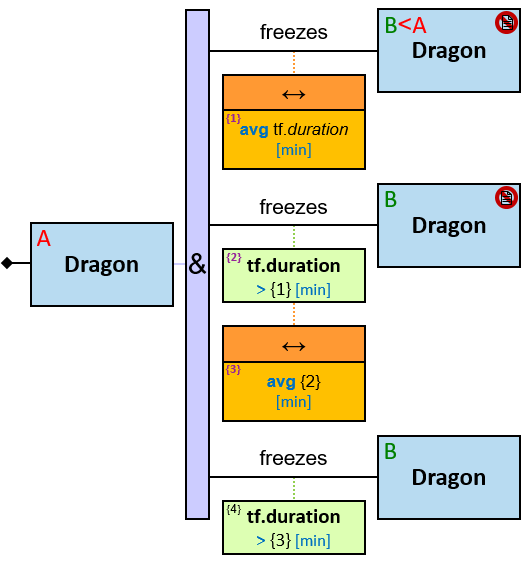 freezes
B<A
Dragon
↔
{1} avg tf.duration
[min]
freezes
B
Dragon
A
Dragon
&
{2} tf.duration
> {1} [min]
↔
{3} avg {2}
[min]
freezes
B
Dragon
{4} tf.duration
> {3} [min]